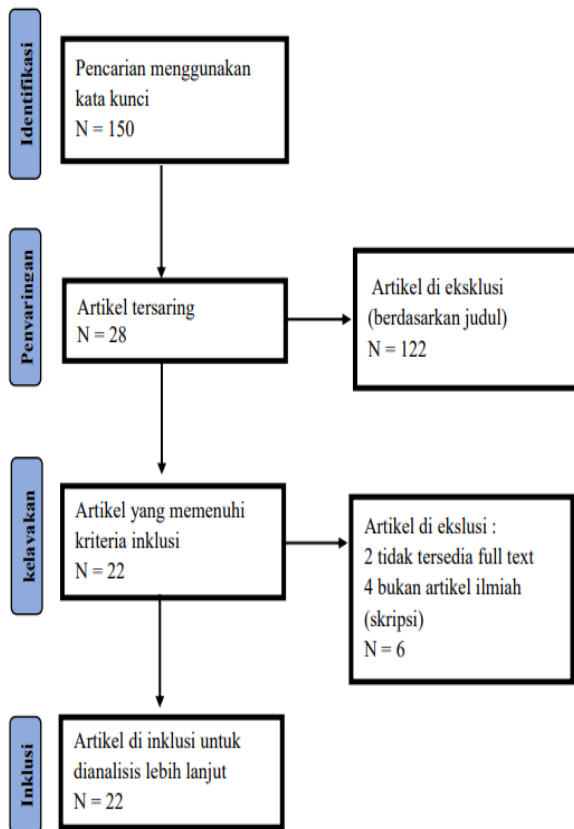 Identifikasi
Pencarian menggunakan
kata kunci
N = 150
Penyaringan
Artikel tersaring
N = 28
Artikel di eksklusi
(berdasarkan judul)
N = 122
kelayakan
Artikel yang memenuhi
kriteria inklusi
N = 22
Artikel di ekslusi :
2 tidak tersedia full text
4 bukan artikel ilmiah
(skripsi)
N = 6
Inklusi
Artikel di inklusi untuk
dianalisis lebih lanjut
N = 22